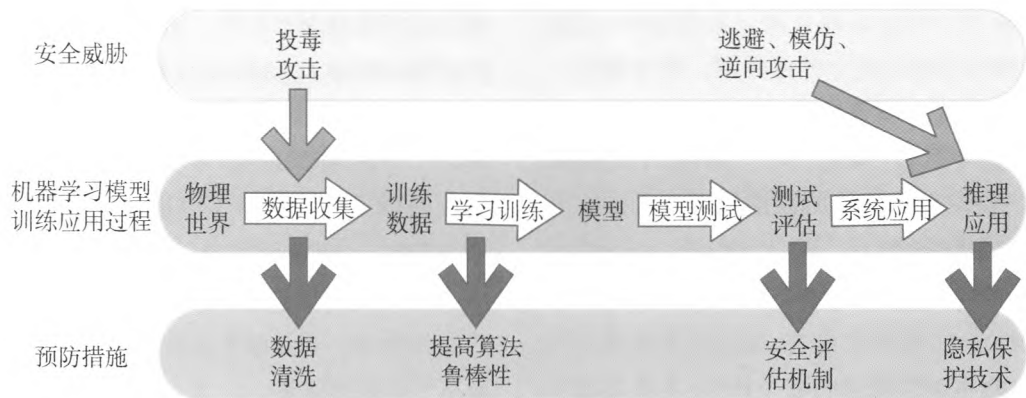 安全威胁
投毒
攻击
逃避、模仿、
逆向攻击
机器学习模型
训练应用过程
物理
世界
数据收集
训练
数据
学习训练
模型
模型测试
测试
评估
系统应用
推理
应用
预防措施
数据
清洗
提高算法
鲁棒性
安全评
估机制
隐私保
护技术